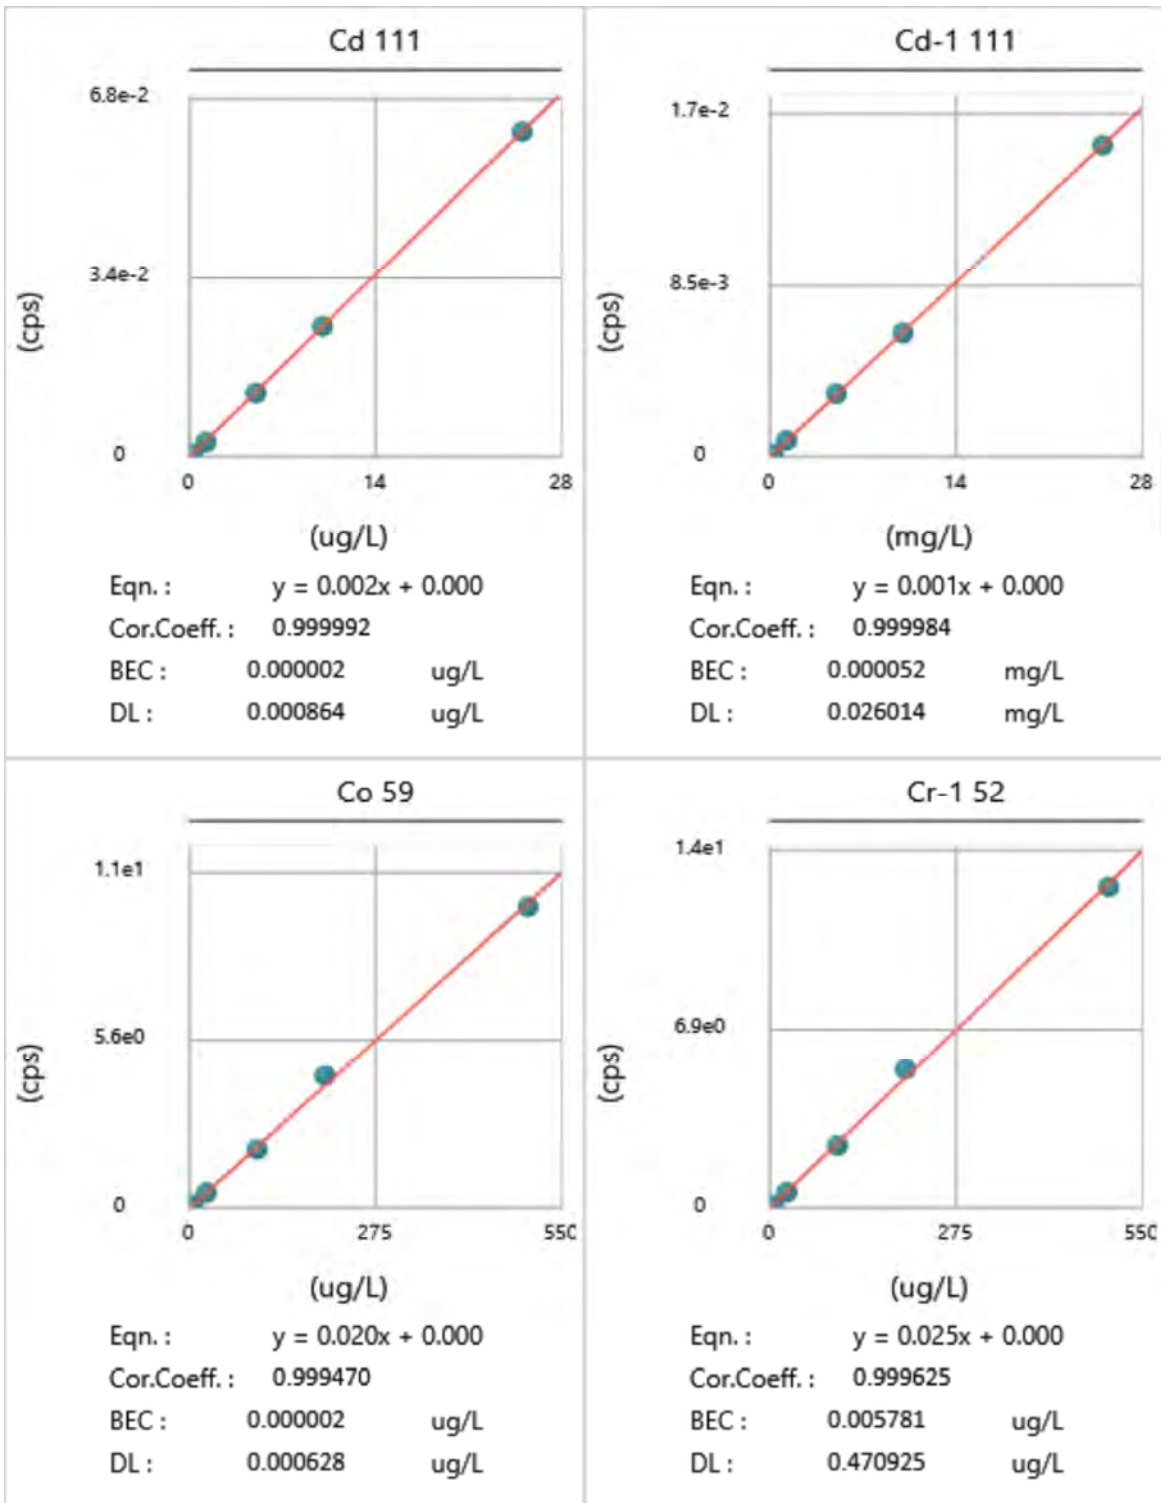 Cd 111
6.8e-2
3.4e-2
0
(cps)
0 14 28
(ug/L)
Eqn. : y = 0.002x + 0.000
Cor.Coeff. : 0.999992
BEC : 0.000002 ug/L
DL : 0.000864 ug/L
Cd-1 111
1.7e-2
8.5e-3
0
(cps)
0 14 28
(mg/L)
Eqn. : y = 0.001x + 0.000
Cor.Coeff. : 0.999984
BEC : 0.000052 mg/L
DL : 0.026014 mg/L
Co 59
1.1e1
5.6e0
0
(cps)
0 275 550
(ug/L)
Eqn. : y = 0.020x + 0.000
Cor.Coeff. : 0.999470
BEC : 0.000002 ug/L
DL : 0.000628 ug/L
Cr-1 52
1.4e1
6.9e0
0
(cps)
0 275 550
(ug/L)
Eqn. : y = 0.025x + 0.000
Cor.Coeff. : 0.999625
BEC : 0.005781 ug/L
DL : 0.470925 ug/L